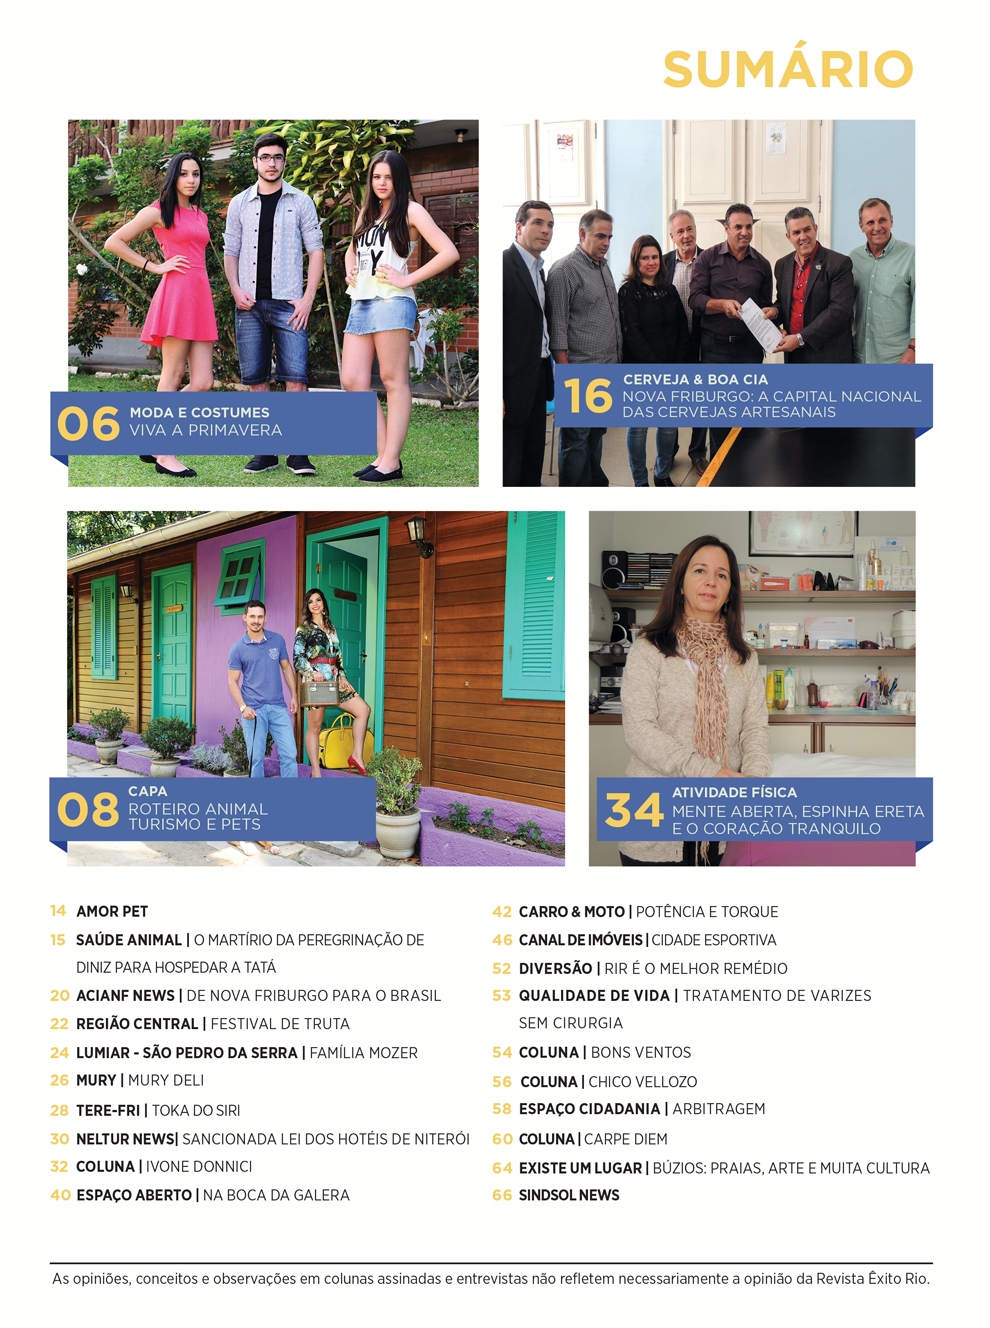 SUMÁRIO
06
MODA E COSTUMES
VIVA A PRIMAVERA
16
CERVEJA & BOA CIA
NOVA FRIBURGO: A CAPITAL NACIONAL
DAS CERVEJAS ARTESANAIS
08
CAPA
ROTEIRO ANIMAL
TURISMO E PETS
34
ATIVIDADE FÍSICA
MENTE ABERTA, ESPINHA ERETA
E O CORAÇÃO TRANQUILO
14 AMOR PET
15 SAÚDE ANIMAL | O MARTÍRIO DA PEREGRINAÇÃO DE
DINIZ PARA HOSPEDAR A TATÁ
20 ACIANF NEWS | DE NOVA FRIBURGO PARA O BRASIL
22 REGIÃO CENTRAL | FESTIVAL DE TRUTA
24 LUMIAR - SÃO PEDRO DA SERRA | FAMÍLIA MOZER
26 MURY | MURY DELI
28 TERE-FRI | TOKA DO SIRI
30 NELTUR NEWS| SANCIONADA LEI DOS HOTÉIS DE NITERÓI
32 COLUNA | IVONE DONNICI
40 ESPAÇO ABERTO | NA BOCA DA GALERA
42 CARRO & MOTO | POTÊNCIA E TORQUE
46 CANAL DE IMÓVEIS | CIDADE ESPORTIVA
52 DIVERSÃO | RIR É O MELHOR REMÉDIO
53 QUALIDADE DE VIDA | TRATAMENTO DE VARIZES
SEM CIRURGIA
54 COLUNA | BONS VENTOS
56 COLUNA | CHICO VELLOZO
58 ESPAÇO CIDADANIA | ARBITRAGEM
60 COLUNA | CARPE DIEM
64 EXISTE UM LUGAR | BÚZIOS: PRAIAS, ARTE E MUITA CULTURA
66 SINDSOL NEWS
As opiniões, conceitos e observações em colunas assinadas e entrevistas não refletem necessariamente a opinião da Revista Êxito Rio.